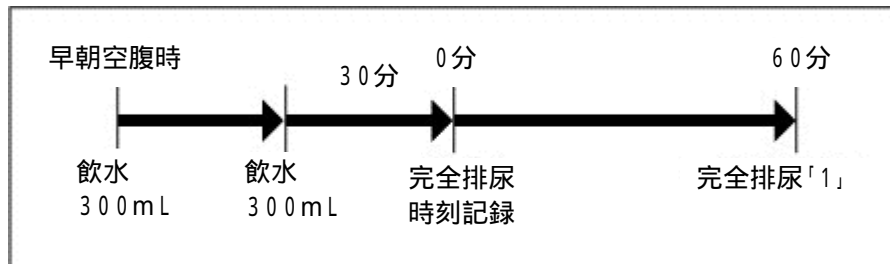 早朝空腹時
30分
0分
60分
飲水
300mL
飲水
300mL
完全排尿
時刻記録
完全排尿「1」